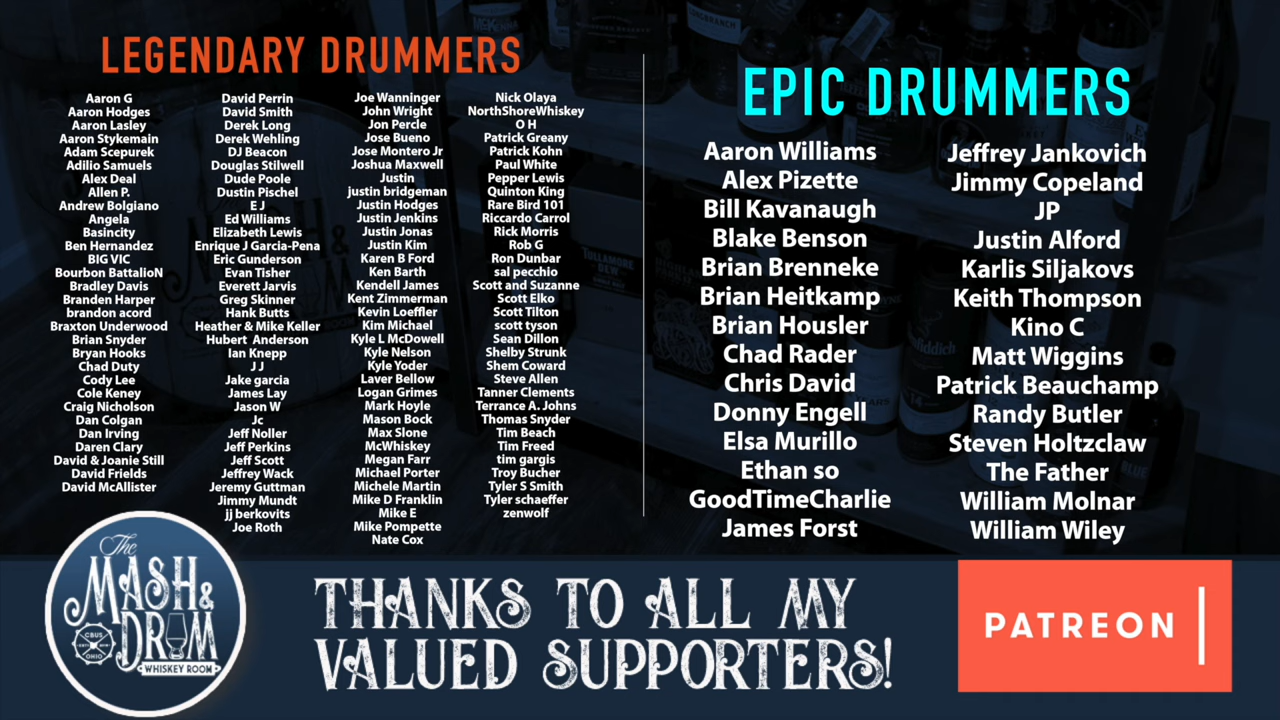 LEGENDARY DRUMMERS
Aaron G
Aaron Hodges
Aaron Lasley
Aaron Stykemain
Adam Scepurek
Adilio Samuels
Alex Deal
Allen P.
Andrew Bolgiano
Angela
Basincity
Ben Hernandez
BIG VIC
Bourbon BattalioN
Bradley Davis
Branden Harper
brandon acord
Braxton Underwood
Brian Snyder
Bryan Hooks
Chad Duty
Cody Lee
Cole Keney
Craig Nicholson
Dan Colgan
Dan Irving
Daren Clary
David & Joanie Still
David Fields
David McAllister
David Perrin
David Smith
Derek Long
Derek Wehling
DJ Beacon
Douglas Stilwell
Dude Poole
Dustin Pischel
E J
Ed Williams
Elizabeth Lewis
Enrique J Garcia-Pena
Eric Gunderson
Evan Tisher
Everett Jarvis
Greg Skinner
Hank Butts
Heather & Mike Keller
Hubert Anderson
Ian Knepp
J J
Jake garcia
James Lay
Jason W
Jc
Jeff Noller
Jeff Perkins
Jeff Scott
Jeffrey Wack
Jeremy Guttman
Jimmy Mundt
jj berkovits
Joe Roth
Joe Wanninger
John Wright
Jon Percle
Jose Bueno
Jose Montero Jr
Joshua Maxwell
Justin
justin bridgeman
Justin Hodges
Justin Jenkins
Justin Jonas
Justin Kim
Karen B Ford
Ken Barth
Kendell James
Kent Zimmerman
Kevin Loeffler
Kim Michael
Kyle L McDowell
Kyle Nelson
Kyle Yoder
Laver Bellow
Logan Grimes
Mark Hoyle
Mason Bock
Max Slone
McWhiskey
Megan Farr
Michael Porter
Michele Martin
Mike D Franklin
Mike E
Mike Pompette
Nate Cox
Nick Olaya
NorthShoreWhiskey
O H
Patrick Greany
Patrick Kohn
Paul White
Pepper Lewis
Quinton King
Rare Bird 101
Riccardo Carrol
Rick Morris
Rob G
Ron Dunbar
sal pecchio
Scott and Suzanne
Scott Elko
Scott Tilton
scott tyson
Sean Dillon
Shelby Strunk
Shem Coward
Steve Allen
Tanner Clements
Terrance A. Johns
Thomas Snyder
Tim Beach
Tim Freed
tim gargis
Troy Bucher
Tyler S Smith
Tyler schaeffer
zenwolf
EPIC DRUMMERS
Aaron Williams
Alex Pizette
Bill Kavanaugh
Blake Benson
Brian Brenneke
Brian Heitkamp
Brian Housler
Chad Rader
Chris David
Donny Engell
Elsa Murillo
Ethan so
GoodTimeCharlie
James Forst
Jeffrey Jankovich
Jimmy Copeland
JP
Justin Alford
Karlis Siljakovs
Keith Thompson
Kino C
Matt Wiggins
Patrick Beauchamp
Randy Butler
Steven Holtzclaw
The Father
William Molnar
William Wiley
The
MASH &
DRUM
CBUS
OHIO
WHISKEY ROOM
THANKS TO ALL MY
VALUED SUPPORTERS!
PATREON